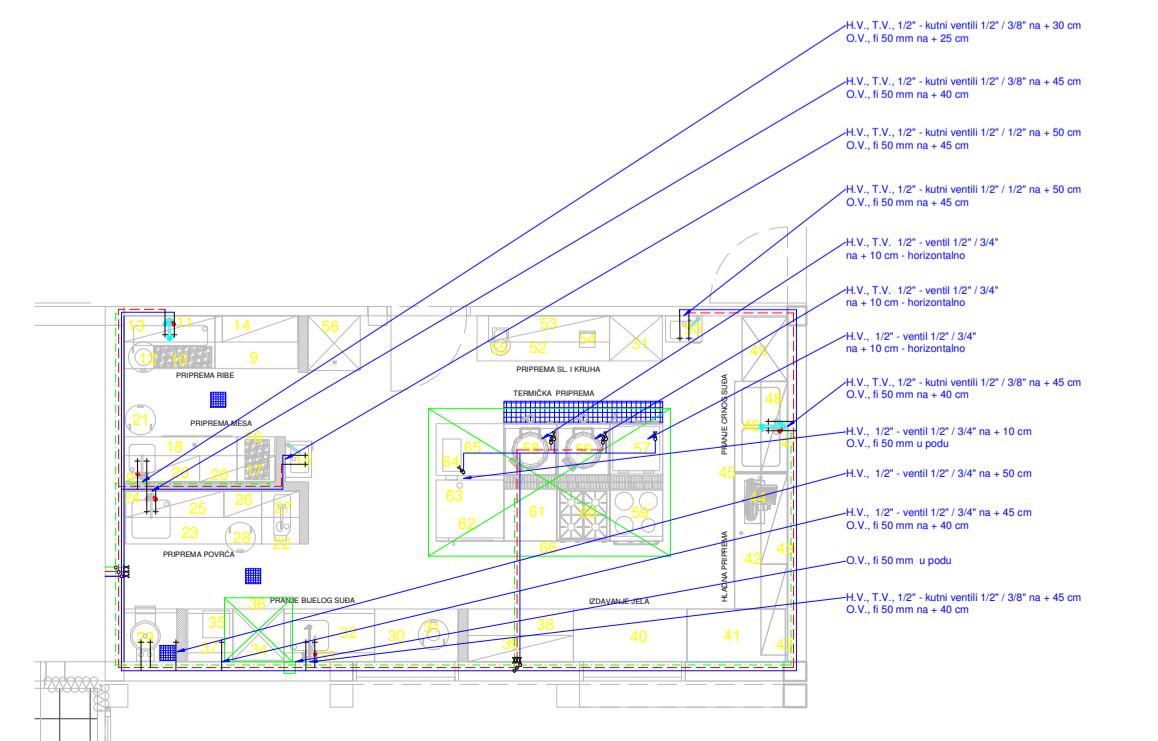 H.V., T.V., 1/2" - kutni ventili 1/2" / 3/8" na + 30 cm
O.V., fi 50 mm na + 25 cm
H.V., T.V., 1/2" - kutni ventili 1/2" / 3/8" na + 45 cm
O.V., fi 50 mm na + 40 cm
H.V., T.V., 1/2" - kutni ventili 1/2" / 1/2" na + 50 cm
O.V., fi 50 mm na + 45 cm
H.V., T.V., 1/2" - kutni ventili 1/2" / 1/2" na + 50 cm
O.V., fi 50 mm na + 45 cm
H.V., T.V. 1/2" - ventil 1/2" / 3/4"
na + 10 cm - horizontalno
H.V., T.V. 1/2" - ventil 1/2" / 3/4"
na + 10 cm - horizontalno
H.V., 1/2" - ventil 1/2" / 3/4"
na + 10 cm - horizontalno
H.V., T.V., 1/2" - kutni ventili 1/2" / 3/8" na + 45 cm
O.V., fi 50 mm na + 40 cm
H.V., 1/2" - ventil 1/2" / 3/4" na + 10 cm
O.V., fi 50 mm u podu
H.V., 1/2" - ventil 1/2" / 3/4" na + 50 cm
H.V., 1/2" - ventil 1/2" / 3/4" na + 45 cm
O.V., fi 50 mm na + 40 cm
O.V., fi 50 mm u podu
H.V., T.V., 1/2" - kutni ventili 1/2" / 3/8" na + 45 cm
O.V., fi 50 mm na + 40 cm
13
11
14
56
12
10
9
PRIPREMA RIBE
53
54
52
51
PRIPREMA SL. I KRUHA
49
48
46
PRANJE CRNOG SUĐA
TERMIČKA PRIPREMA
21
PRIPREMA MESA
18
17
65
64
57
63
62
61
59
66
45
24
25
26
27
23
28
22
PRIPREMA POVRĆA
42
HLADNA PRIPREMA
PRANJE BIJELOG SUĐA
36
35
37
34
32
30
31
IZDAVANJE JELA
38
39
40
41